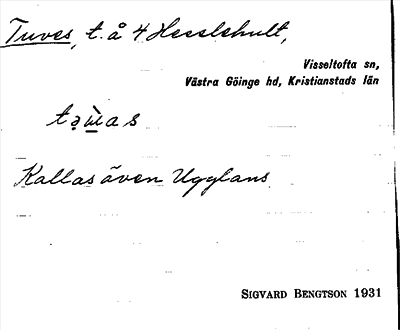 Tuves, t. å 4 Hesslehult,
Visseltofta sn,
Västra Göinge hd, Kristianstads län
Kallas även Ugglans
SIGVARD BENGTSON 1931